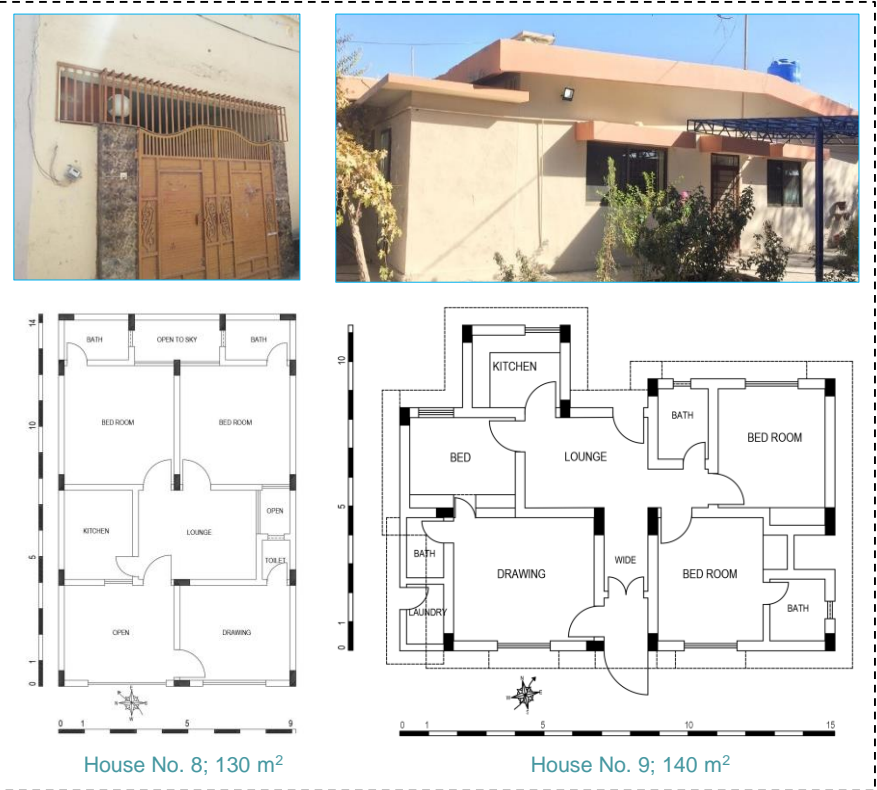 14
10
5
1
0
BATH
OPEN TO SKY
BATH
BED ROOM
BED ROOM
KITCHEN
LOUNGE
OPEN
TOILET
OPEN
DRAWING
0 1 5 9
House No. 8; 130 m²
10
5
1
0
KITCHEN
BATH
BED ROOM
BED
LOUNGE
BATH
DRAWING
WIDE
BED ROOM
LAUNDRY
BATH
0 1 5 10 15
House No. 9; 140 m²